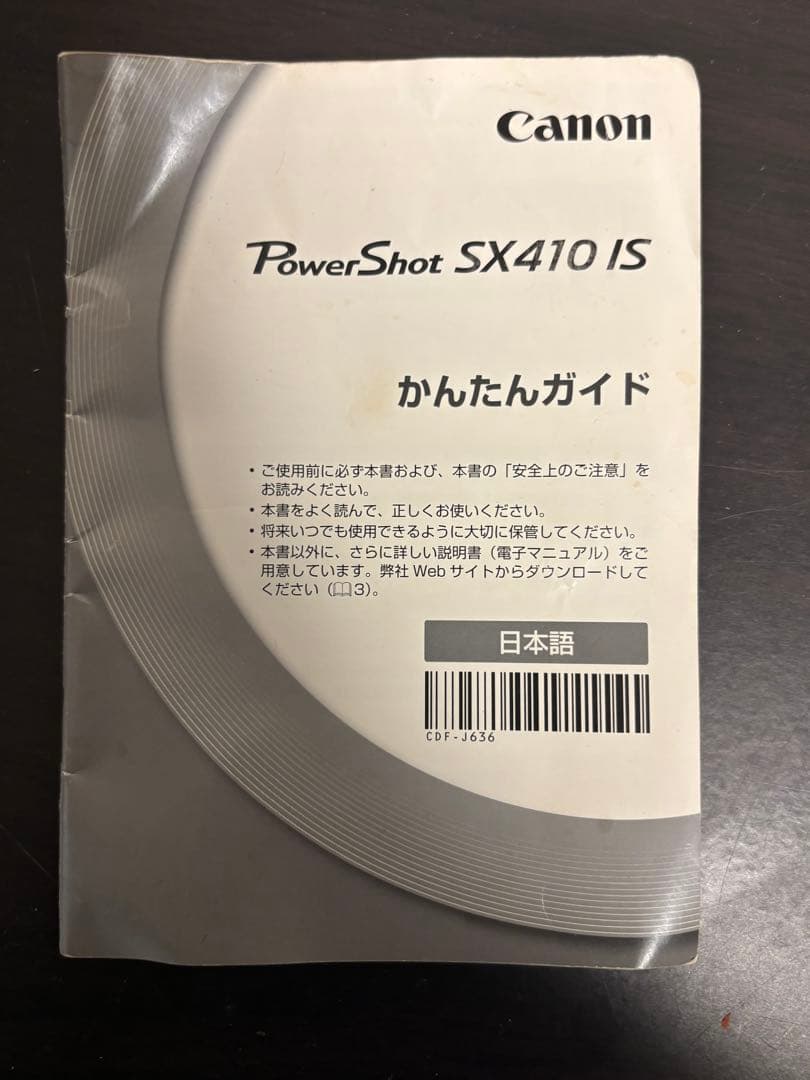 Canon
PowerShot SX410 IS
かんたんガイド
・ご使用前に必ず本書および、本書の「安全上のご注意」を
お読みください。
・本書をよく読んで、正しくお使いください。
・将来いつでも使用できるように大切に保管してください。
・本書以外に、さらに詳しい説明書（電子マニュアル）をご
用意しています。弊社 Web サイトからダウンロードして
ください（📖3）。
日本語
CDF-J636